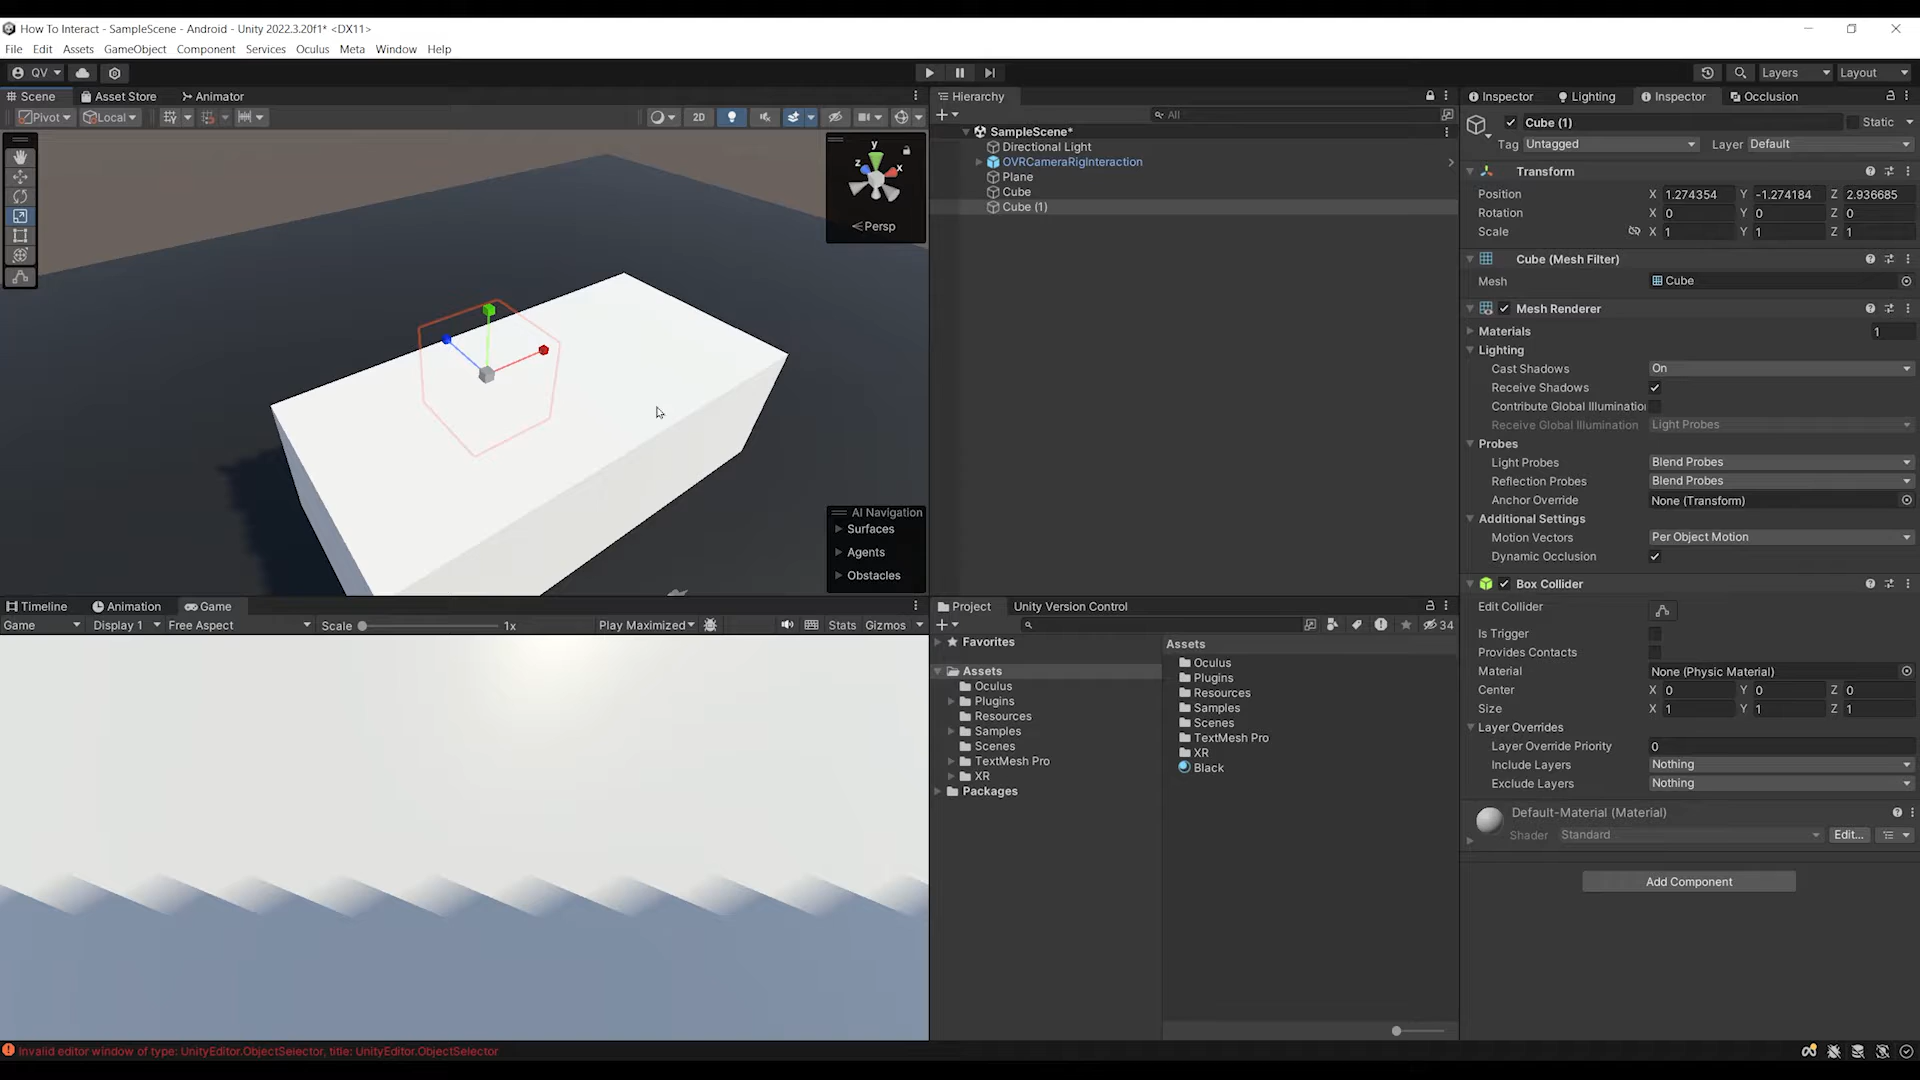 How To Interact - SampleScene - Android - Unity 2022.3.20f1* <DX11>
File Edit Assets GameObject Component Services Oculus Meta Window Help
QV Layers Layout
Scene Asset Store Animator
Pivot Local 2D
y
z x
Persp
AI Navigation
Surfaces
Agents
Obstacles
Timeline Animation Game
Game Display 1 Free Aspect Scale 1x Play Maximized Stats Gizmos
Hierarchy
All
SampleScene*
Directional Light
OVRCameraRigInteraction
Plane
Cube
Cube (1)
Project Unity Version Control
34
Favorites
Assets
Oculus
Plugins
Resources
Samples
Scenes
TextMesh Pro
XR
Packages
Assets
Oculus
Plugins
Resources
Samples
Scenes
TextMesh Pro
XR
Black
Inspector Lighting Inspector Occlusion
Cube (1) Static
Tag Untagged Layer Default
Transform
Position X 1.274354 Y -1.274184 Z 2.936685
Rotation X 0 Y 0 Z 0
Scale X 1 Y 1 Z 1
Cube (Mesh Filter)
Mesh Cube
Mesh Renderer
Materials 1
Lighting
Cast Shadows On
Receive Shadows
Contribute Global Illuminatio
Receive Global Illumination Light Probes
Probes
Light Probes Blend Probes
Reflection Probes Blend Probes
Anchor Override None (Transform)
Additional Settings
Motion Vectors Per Object Motion
Dynamic Occlusion
Box Collider
Edit Collider
Is Trigger
Provides Contacts
Material None (Physic Material)
Center X 0 Y 0 Z 0
Size X 1 Y 1 Z 1
Layer Overrides
Layer Override Priority 0
Include Layers Nothing
Exclude Layers Nothing
Default-Material (Material)
Shader Standard Edit...
Add Component
Invalid editor window of type: UnityEditor.ObjectSelector, title: UnityEditor.ObjectSelector